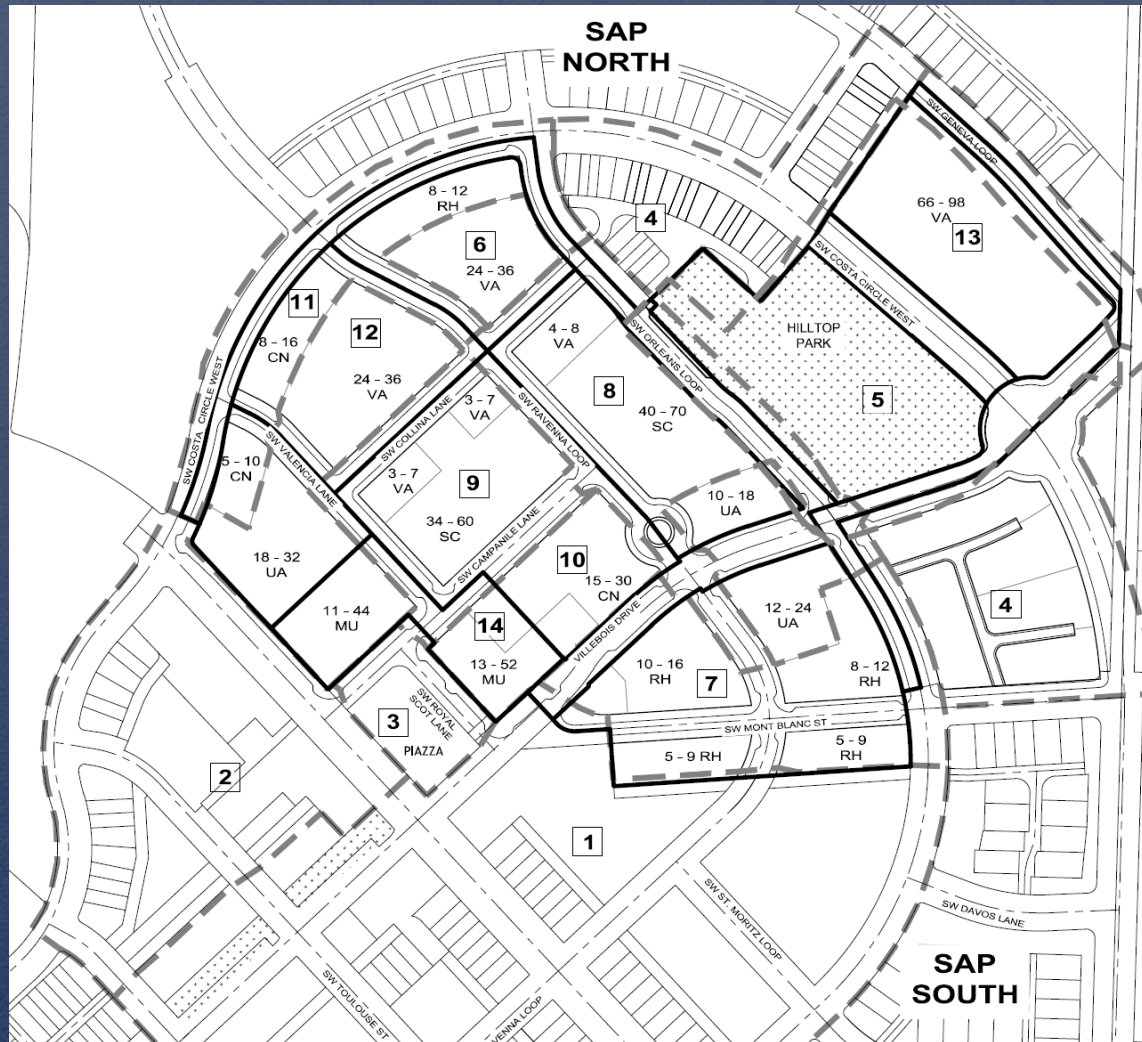 SAP
NORTH
SW GENEVA LOOP
66 - 98
VA
13
8 - 12
RH
4
6
24 - 36
VA
SW COSTA CIRCLE WEST
11
8 - 16
CN
12
24 - 36
VA
4 - 8
VA
SW ORLEANS LOOP
HILLTOP
PARK
5
8
40 - 70
SC
SW COSTA CIRCLE WEST
SW COLLINA LANE
3 - 7
VA
SW RAVENNA LOOP
3 - 7
VA
9
34 - 60
SC
SW VALENCIA LANE
5 - 10
CN
18 - 32
UA
10 - 18
UA
SW CAMPANILE LANE
10
15 - 30
CN
11 - 44
MU
14
13 - 52
MU
VILLEBOIS DRIVE
12 - 24
UA
4
10 - 16
RH
7
8 - 12
RH
SW ROYAL
SCOT LANE
3
PIAZZA
SW MONT BLANC ST
5 - 9 RH
5 - 9
RH
2
1
SW ST. MORITZ LOOP
SW DAVOS LANE
SAP
SOUTH
SW TOULOUSE ST
VENNA LOOP